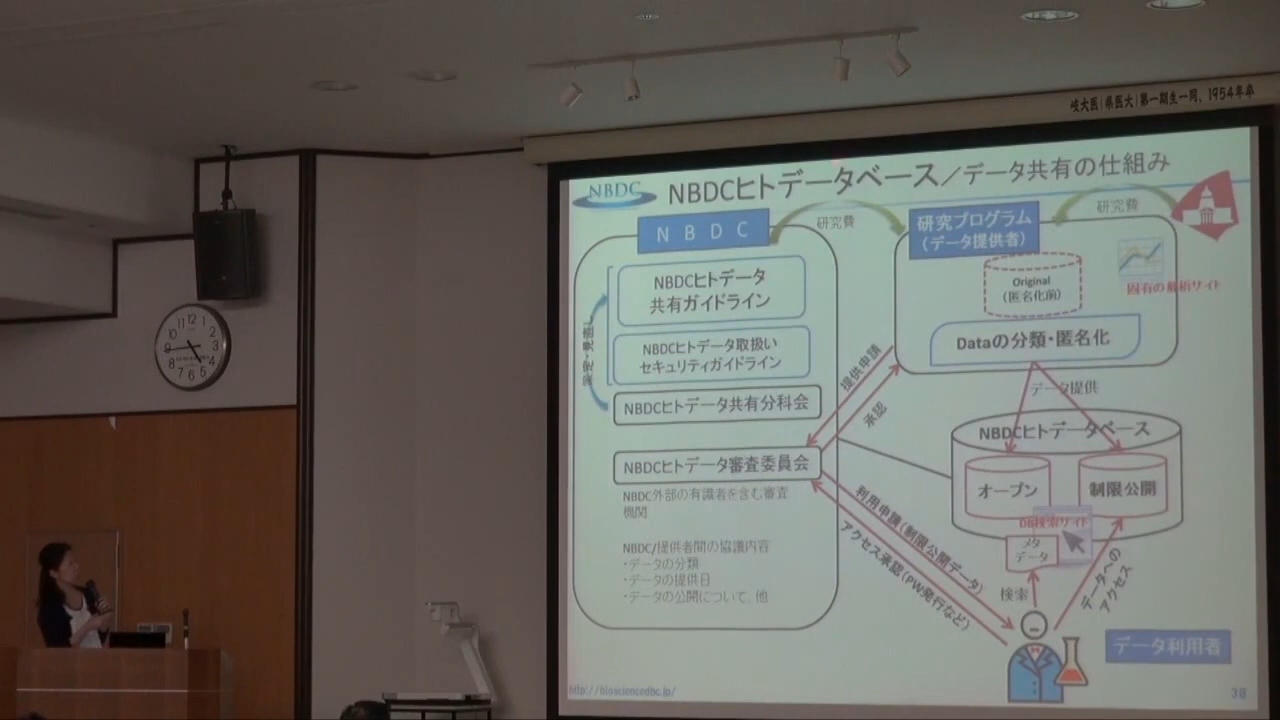 岐大医(県医大)第一期生一同、1954年卒
NBDC
NBDCヒトデータベース/データ共有の仕組み
NBDC
研究費
研究プログラム
(データ提供者)
研究費
NBDCヒトデータ
共有ガイドライン
NBDCヒトデータ取扱い
セキュリティガイドライン
NBDCヒトデータ共有分科会
NBDCヒトデータ審査委員会
NBDC外部の有識者を含む審査
機関
NBDC/提供者間の協議内容
・データの分類
・データの提供日
・データの公開について、他
Original
(匿名化前)
固有の解析サイト
Dataの分類・匿名化
提供申請
承認
データ提供
NBDCヒトデータベース
オープン
制限公開
DB検索サイト
メタ
データ
利用申請(制限公開データ)
アクセス承認(PW発行など)
検索
データへの
アクセス
データ利用者
http://biosciencedbc.jp/
38
12
11
10
9
8
7
6
5
4
3
2
1